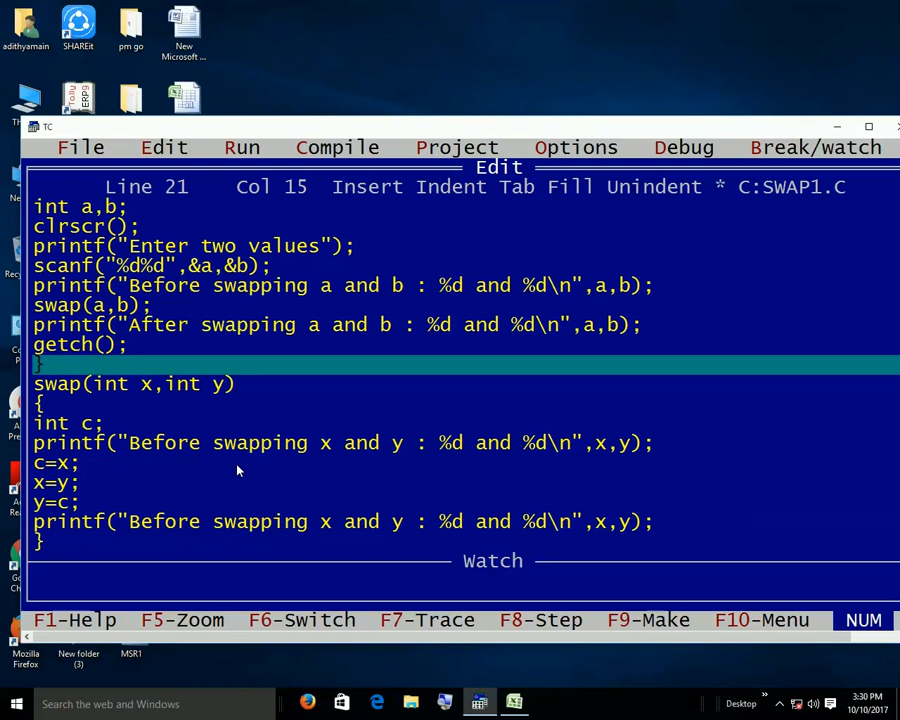 adithyamain
SHAREit
pm go
New
Microsoft ...
Tally
ERP9
TC
File Edit Run Compile Project Options Debug Break/watch
Edit
Line 21 Col 15 Insert Indent Tab Fill Unindent * C:SWAP1.C
int a,b;
clrscr();
printf("Enter two values");
scanf("%d%d",&a,&b);
printf("Before swapping a and b : %d and %d\n",a,b);
swap(a,b);
printf("After swapping a and b : %d and %d\n",a,b);
getch();
}
swap(int x,int y)
{
int c;
printf("Before swapping x and y : %d and %d\n",x,y);
c=x;
x=y;
y=c;
printf("Before swapping x and y : %d and %d\n",x,y);
}
Watch
F1-Help F5-Zoom F6-Switch F7-Trace F8-Step F9-Make F10-Menu NUM
Mozilla
Firefox
New folder
(3)
MSR1
Search the web and Windows
Desktop
3:30 PM
10/10/2017